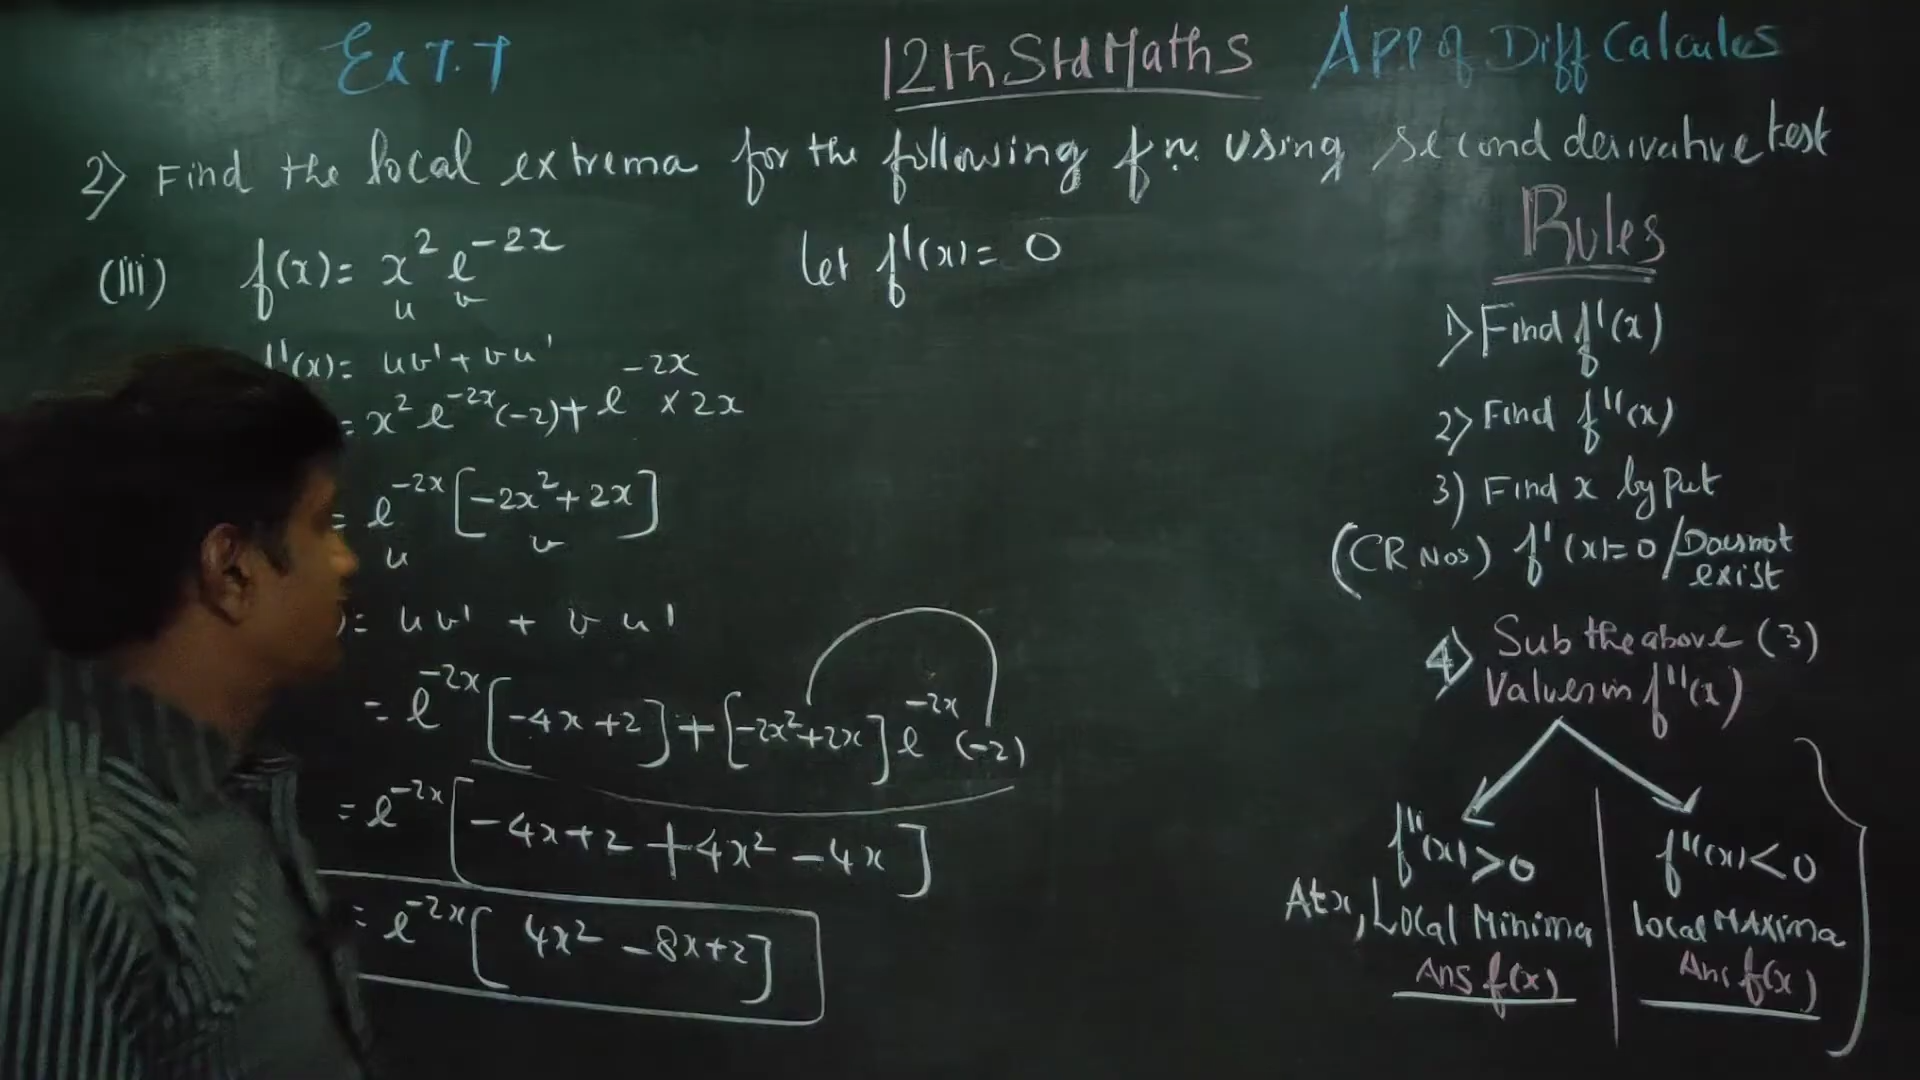 Ex 7.7 12th Std Maths App of Diff Calculus
2) Find the local extrema for the following fn. using second derivative test
(iii) f(x)= x² e^-2x
u v
f'(x)= uv' + vu'
= x² e^-2x (-2) + e^-2x × 2x
= e^-2x [-2x² + 2x]
u v
)= uv' + vu'
= e^-2x [-4x+2] + [-2x²+2x] e^-2x (-2)
= e^-2x [-4x+2 + 4x² - 4x]
= e^-2x [4x² - 8x+2]
Let f'(x)= 0
Rules
1) Find f'(x)
2) Find f''(x)
3) Find x by Put
(CR Nos) f'(x)=0 / Does not
exist
4) Sub the above (3)
Values in f''(x)
f''(x)>0
At x, Local Minima
Ans f(x)
f''(x)<0
Local Maxima
Ans f(x)